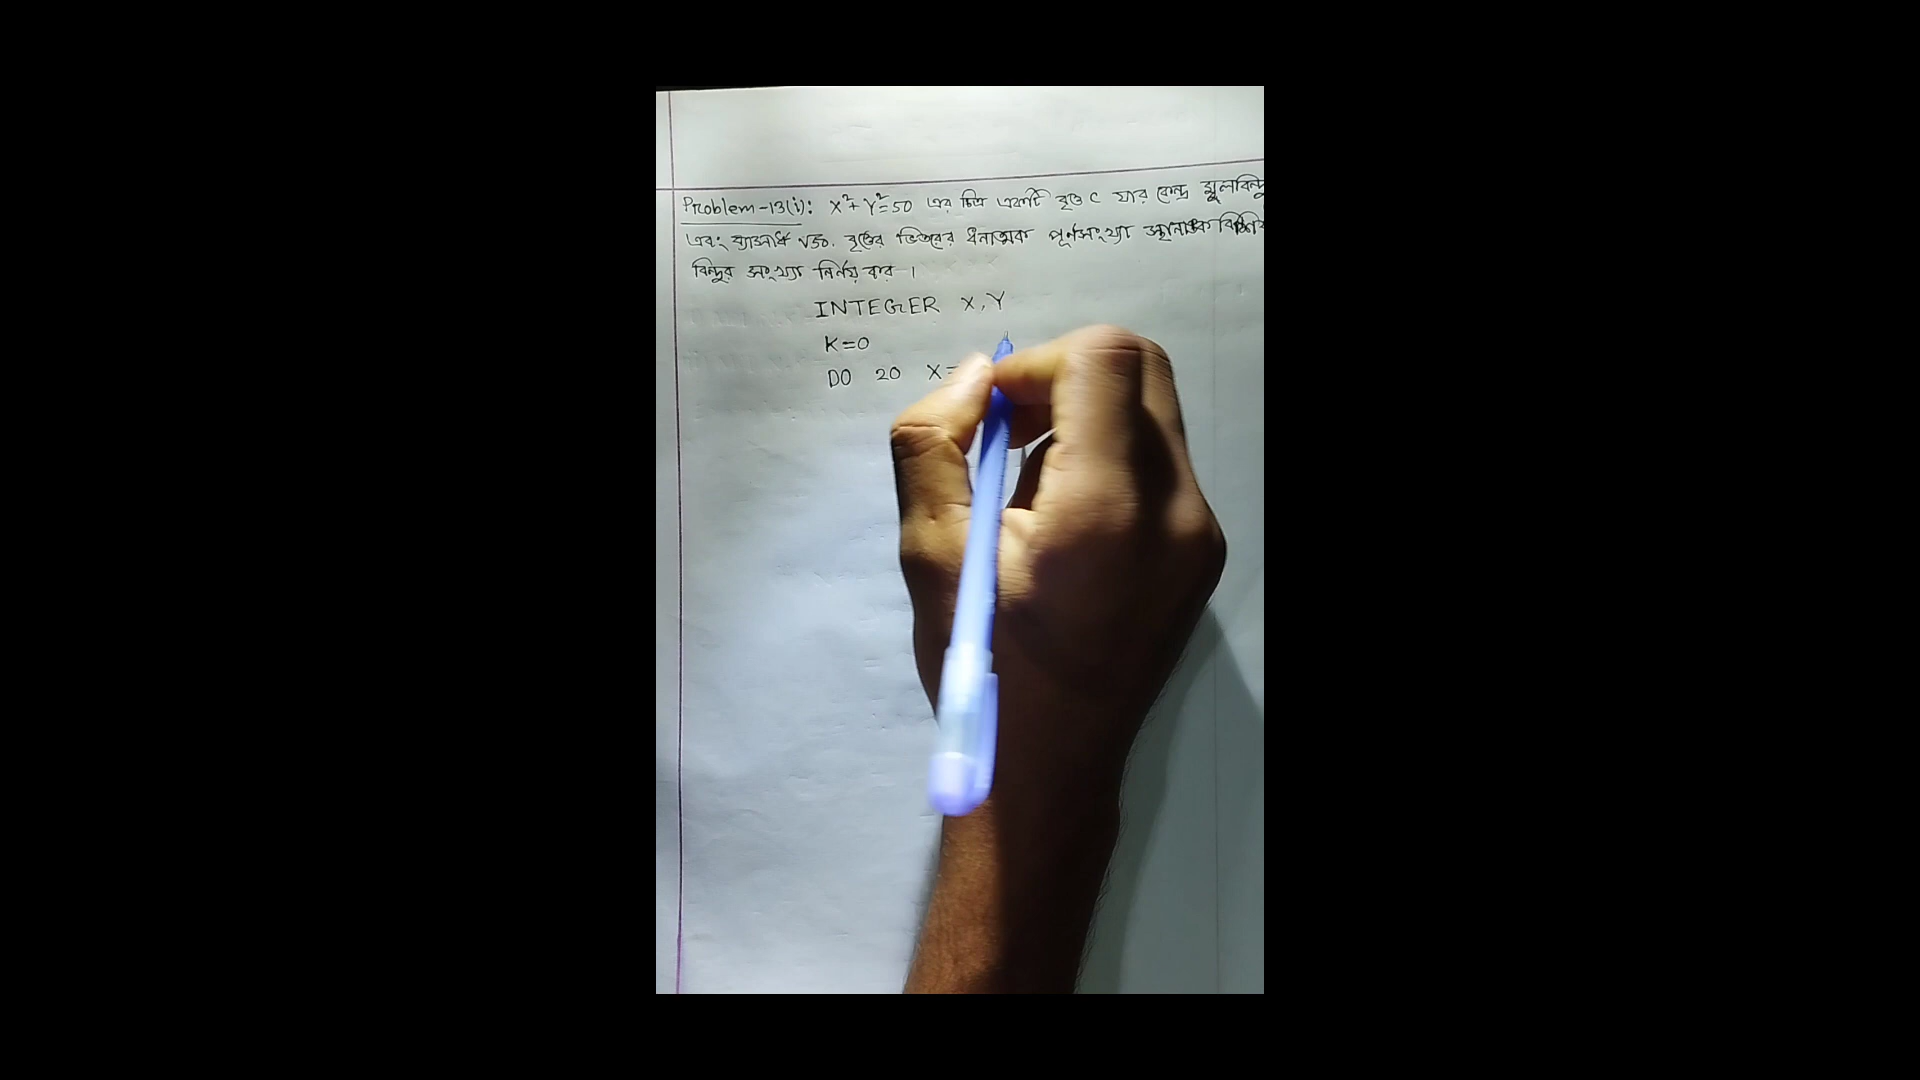 Problem-13(i): X²+Y²=50 এর চিত্র একটি বৃত্ত C যার কেন্দ্র মূলবিন্দু
এবং ব্যাসার্ধ √50. বৃত্তের ভিতরের ধনাত্মক পূর্নসংখ্যা স্থানাঙ্ক
বিন্দুর সংখ্যা নির্ণয় কর ।
INTEGER X,Y
K=0
DO 20 X=